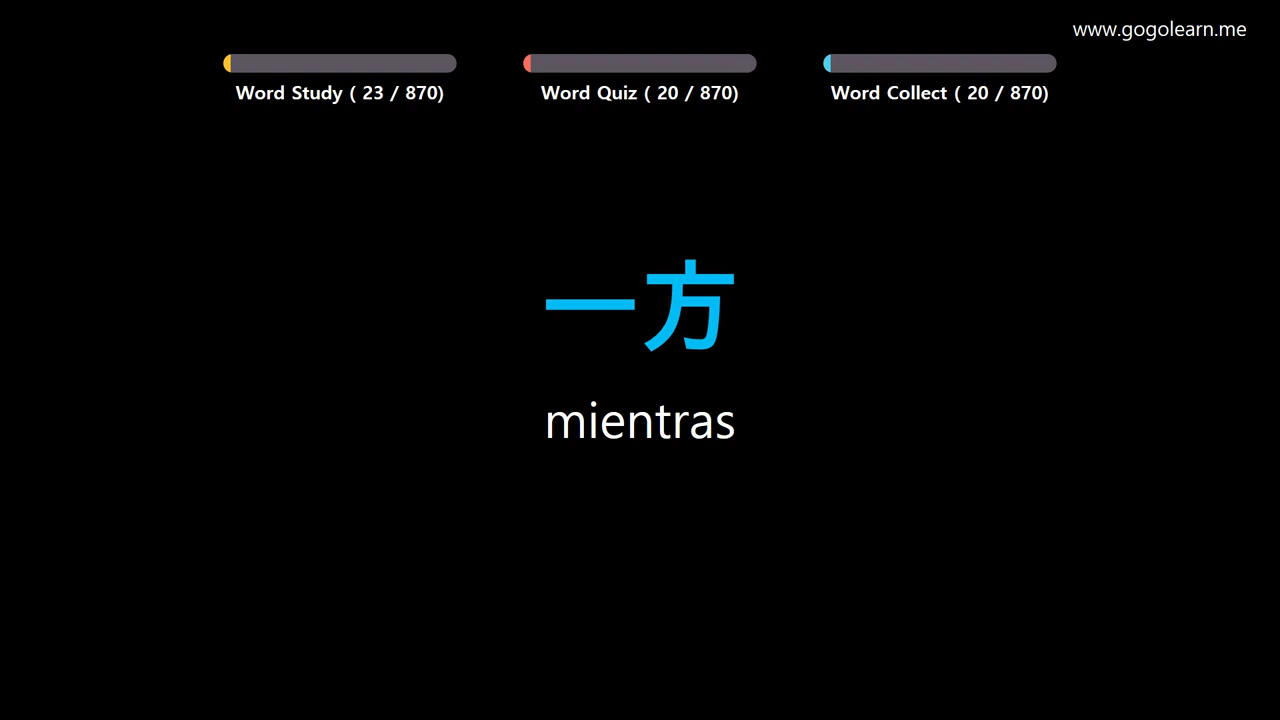 www.gogolearn.me
Word Study ( 23 / 870)
Word Quiz ( 20 / 870)
Word Collect ( 20 / 870)
一方
mientras